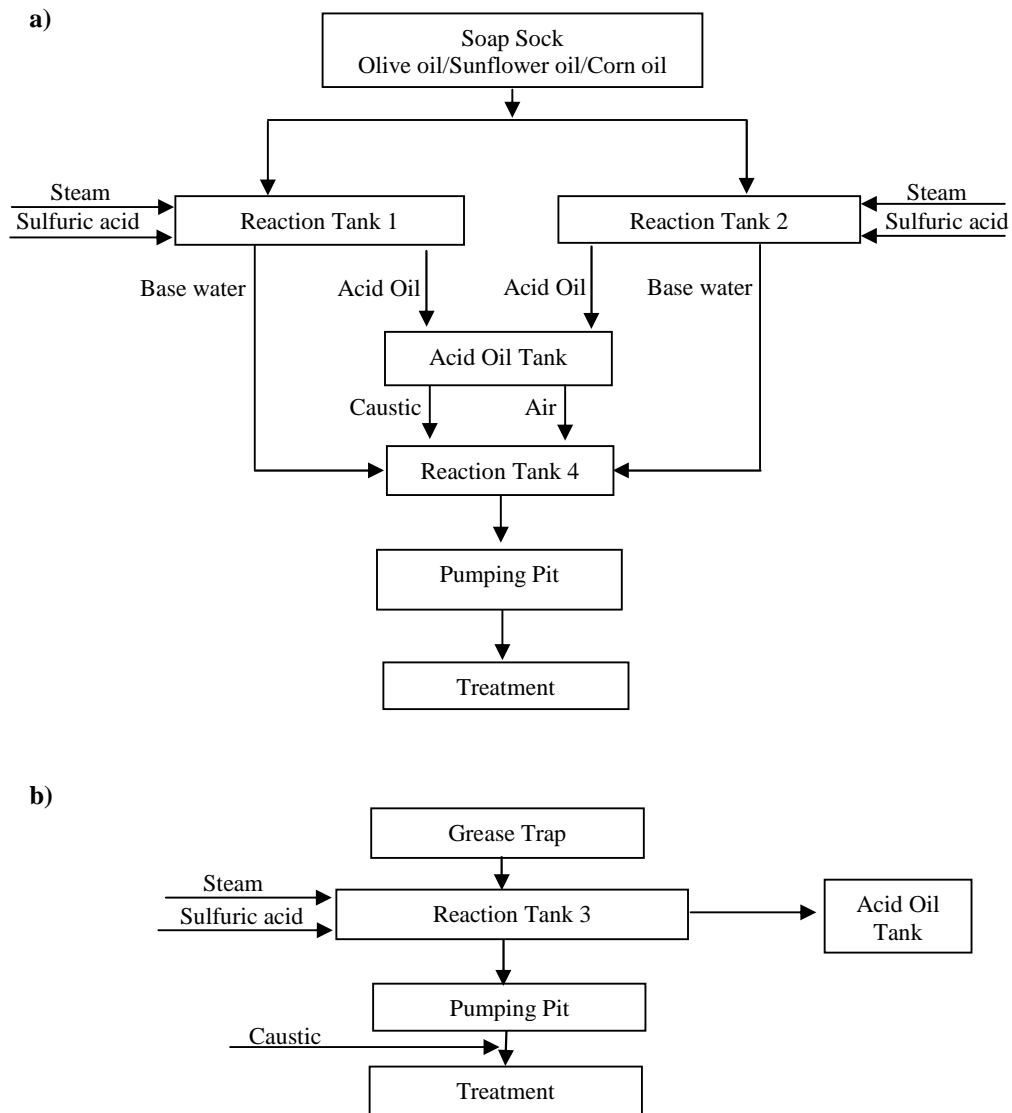 a)
Soap Sock
Olive oil/Sunflower oil/Corn oil
Steam
Sulfuric acid
Reaction Tank 1
Reaction Tank 2
Steam
Sulfuric acid
Base water
Acid Oil
Acid Oil
Base water
Acid Oil Tank
Caustic
Air
Reaction Tank 4
Pumping Pit
Treatment
b)
Grease Trap
Steam
Sulfuric acid
Reaction Tank 3
Acid Oil
Tank
Pumping Pit
Caustic
Treatment